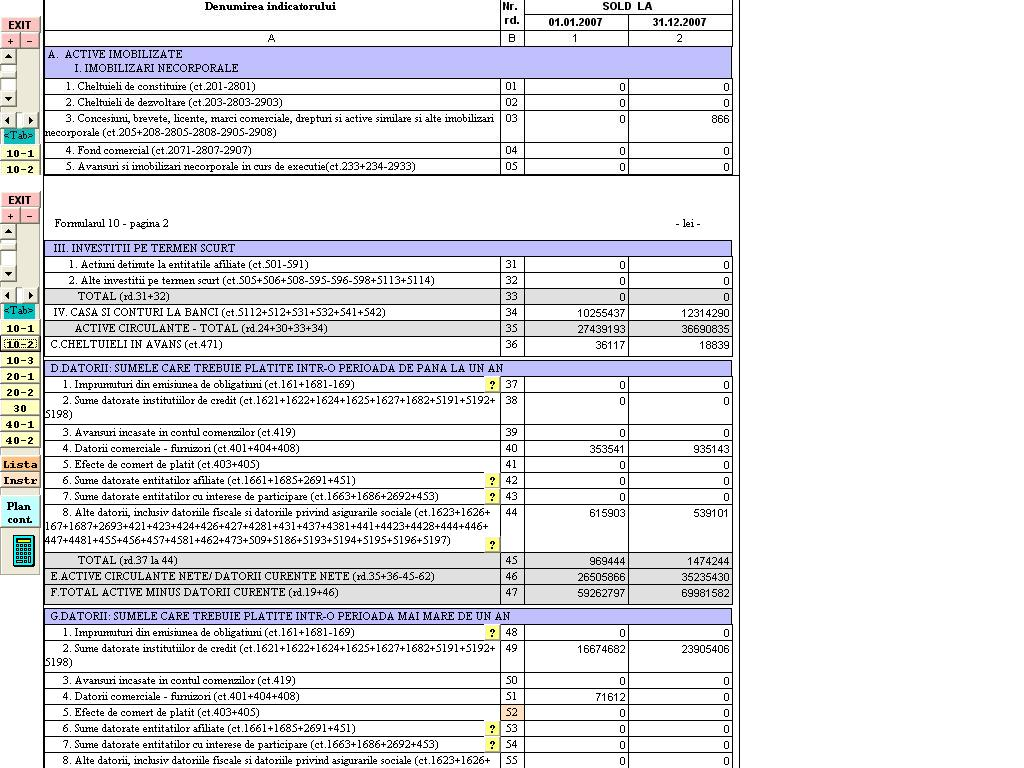 Denumirea indicatorului Nr. rd. SOLD LA
01.01.2007 31.12.2007
A B 1 2
EXIT
+ -
<Tab>
10-1
10-2
A. ACTIVE IMOBILIZATE
I. IMOBILIZARI NECORPORALE
1. Cheltuieli de constituire (ct.201-2801) 01 0 0
2. Cheltuieli de dezvoltare (ct.203-2803-2903) 02 0 0
3. Concesiuni, brevete, licente, marci comerciale, drepturi si active similare si alte imobilizari 03 0 866
necorporale (ct.205+208-2805-2808-2905-2908)
4. Fond comercial (ct.2071-2807-2907) 04 0 0
5. Avansuri si imobilizari necorporale in curs de executie(ct.233+234-2933) 05 0 0
EXIT
+ -
<Tab>
10-1
10-2
10-3
20-1
20-2
30
40-1
40-2
Lista
Instr
Plan
cont.
Formularul 10 - pagina 2 - lei -
III. INVESTITII PE TERMEN SCURT
1. Actiuni detinute la entitatile afiliate (ct.501-591) 31 0 0
2. Alte investitii pe termen scurt (ct.505+506+508-595-596-598+5113+5114) 32 0 0
TOTAL (rd.31+32) 33 0 0
IV. CASA SI CONTURI LA BANCI (ct.5112+512+531+532+541+542) 34 10255437 12314290
ACTIVE CIRCULANTE - TOTAL (rd.24+30+33+34) 35 27439193 36690835
C.CHELTUIELI IN AVANS (ct.471) 36 36117 18839
D.DATORII: SUMELE CARE TREBUIE PLATITE INTR-O PERIOADA DE PANA LA UN AN
1. Imprumuturi din emisiunea de obligatiuni (ct.161+1681-169) ? 37 0 0
2. Sume datorate institutiilor de credit (ct.1621+1622+1624+1625+1627+1682+5191+5192+ 38 0 0
5198)
3. Avansuri incasate in contul comenzilor (ct.419) 39 0 0
4. Datorii comerciale - furnizori (ct.401+404+408) 40 353541 935143
5. Efecte de comert de platit (ct.403+405) 41 0 0
6. Sume datorate entitatilor afiliate (ct.1661+1685+2691+451) ? 42 0 0
7. Sume datorate entitatilor cu interese de participare (ct.1663+1686+2692+453) ? 43 0 0
8. Alte datorii, inclusiv datoriile fiscale si datoriile privind asigurarile sociale (ct.1623+1626+ 44 615903 539101
167+1687+2693+421+423+424+426+427+4281+431+437+4381+441+4423+4428+444+446+
447+4481+455+456+457+4581+462+473+509+5186+5193+5194+5195+5196+5197) ?
TOTAL (rd.37 la 44) 45 969444 1474244
E.ACTIVE CIRCULANTE NETE/ DATORII CURENTE NETE (rd.35+36-45-62) 46 26505866 35235430
F.TOTAL ACTIVE MINUS DATORII CURENTE (rd.19+46) 47 59262797 69981582
G.DATORII: SUMELE CARE TREBUIE PLATITE INTR-O PERIOADA MAI MARE DE UN AN
1. Imprumuturi din emisiunea de obligatiuni (ct.161+1681-169) ? 48 0 0
2. Sume datorate institutiilor de credit (ct.1621+1622+1624+1625+1627+1682+5191+5192+ 49 16674682 23905406
5198)
3. Avansuri incasate in contul comenzilor (ct.419) 50 0 0
4. Datorii comerciale - furnizori (ct.401+404+408) 51 71612 0
5. Efecte de comert de platit (ct.403+405) 52 0 0
6. Sume datorate entitatilor afiliate (ct.1661+1685+2691+451) ? 53 0 0
7. Sume datorate entitatilor cu interese de participare (ct.1663+1686+2692+453) ? 54 0 0
8. Alte datorii, inclusiv datoriile fiscale si datoriile privind asigurarile sociale (ct.1623+1626+ 55 0 0